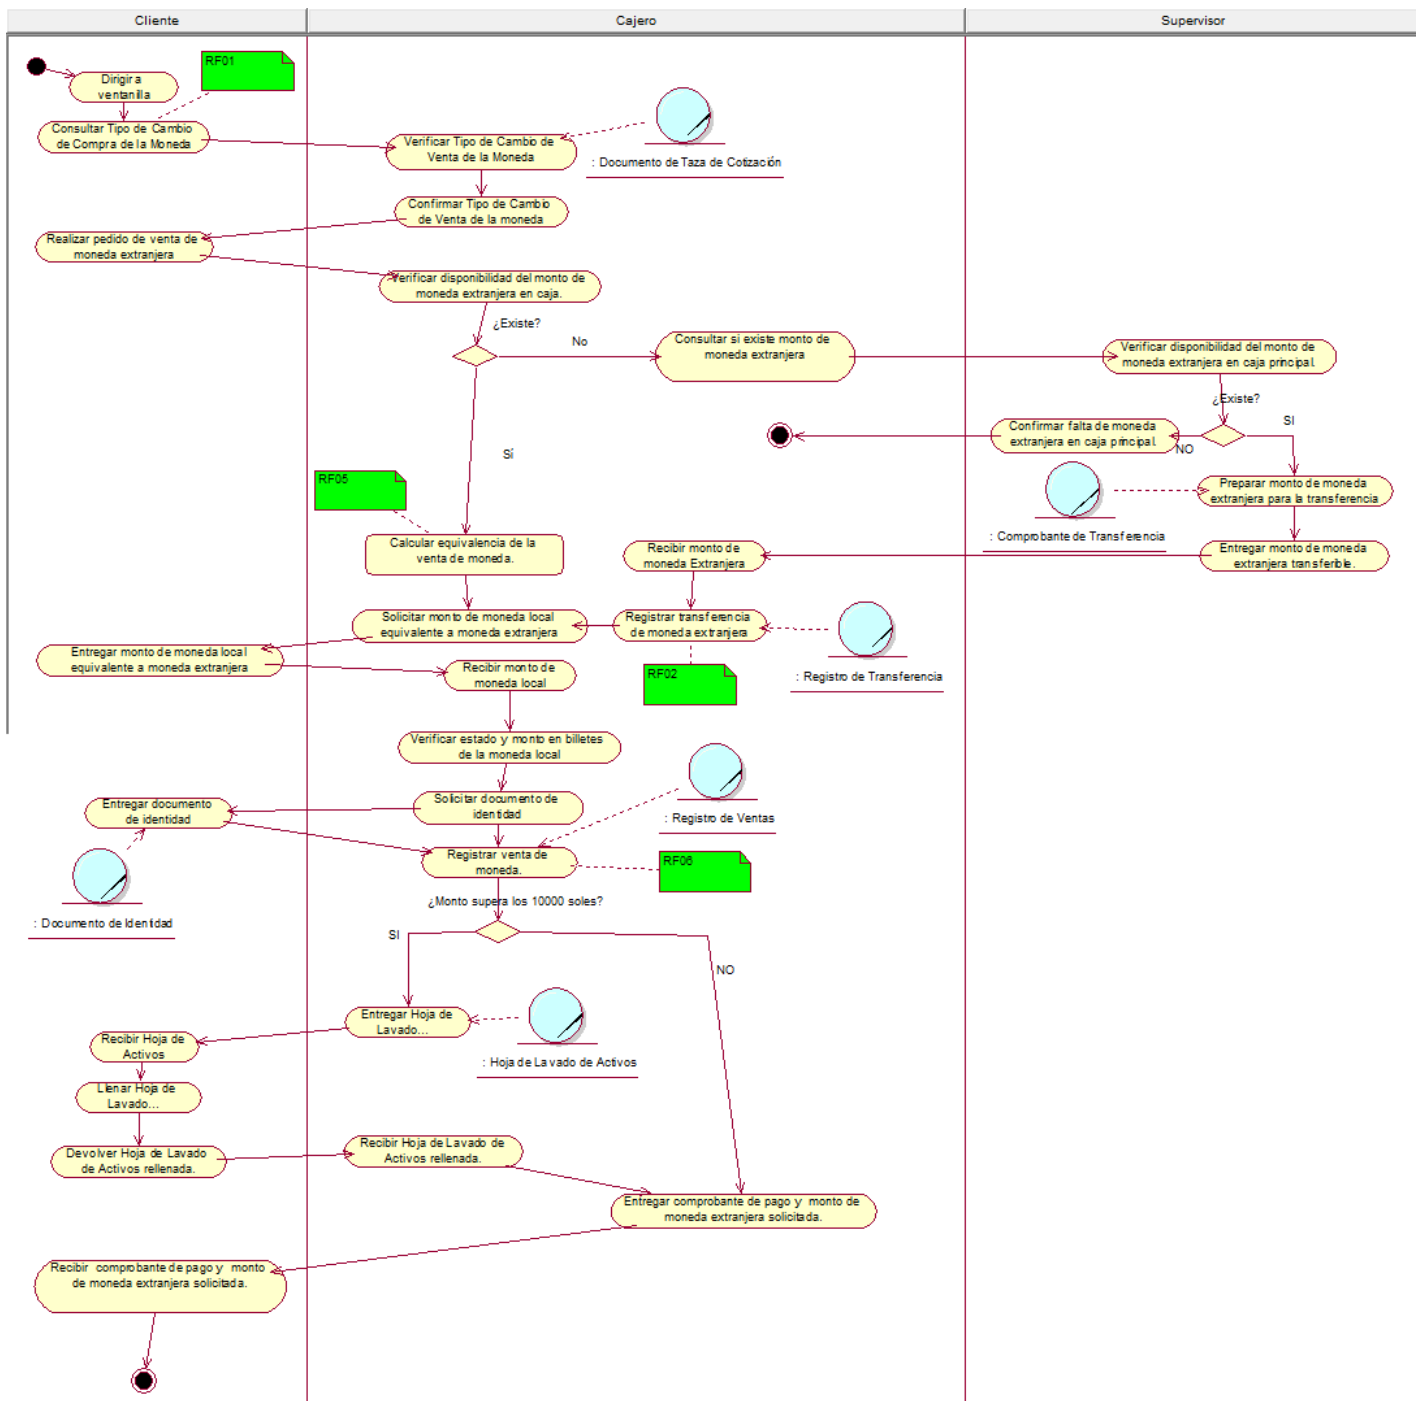 Cliente
Cajero
Supervisor
RF01
Dirigir a
ventanilla
Consultar Tipo de Cambio
de Compra de la Moneda
Verificar Tipo de Cambio de
Venta de la Moneda
: Documento de Taza de Cotización
Confirmar Tipo de Cambio
de Venta de la moneda
Realizar pedido de venta de
moneda extranjera
Verificar disponibilidad del monto de
moneda extranjera en caja.
¿Existe?
No
Consultar si existe monto de
moneda extranjera
Verificar disponibilidad del monto de
moneda extranjera en caja principal.
¿Existe?
SI
NO
Confirmar falta de moneda
extranjera en caja principal.
Sí
RF05
Preparar monto de moneda
extranjera para la transferencia
: Comprobante de Transferencia
Calcular equivalencia de la
venta de moneda.
Recibir monto de
moneda Extranjera
Entregar monto de moneda
extranjera transferible.
Solicitar monto de moneda local
equivalente a moneda extranjera
Registrar transferencia
de moneda extranjera
Entregar monto de moneda local
equivalente a moneda extranjera
Recibir monto de
moneda local
RF02
: Registro de Transferencia
Verificar estado y monto en billetes
de la moneda local
Entregar documento
de identidad
Solicitar documento de
identidad
: Registro de Ventas
Registrar venta de
moneda.
RF06
: Documento de Identidad
¿Monto supera los 10000 soles?
SI
NO
Entregar Hoja de
Lavado...
: Hoja de Lavado de Activos
Recibir Hoja de
Activos
Llenar Hoja de
Lavado...
Devolver Hoja de Lavado
de Activos rellenada.
Recibir Hoja de Lavado de
Activos rellenada.
Entregar comprobante de pago y monto de
moneda extranjera solicitada.
Recibir comprobante de pago y monto
de moneda extranjera solicitada.